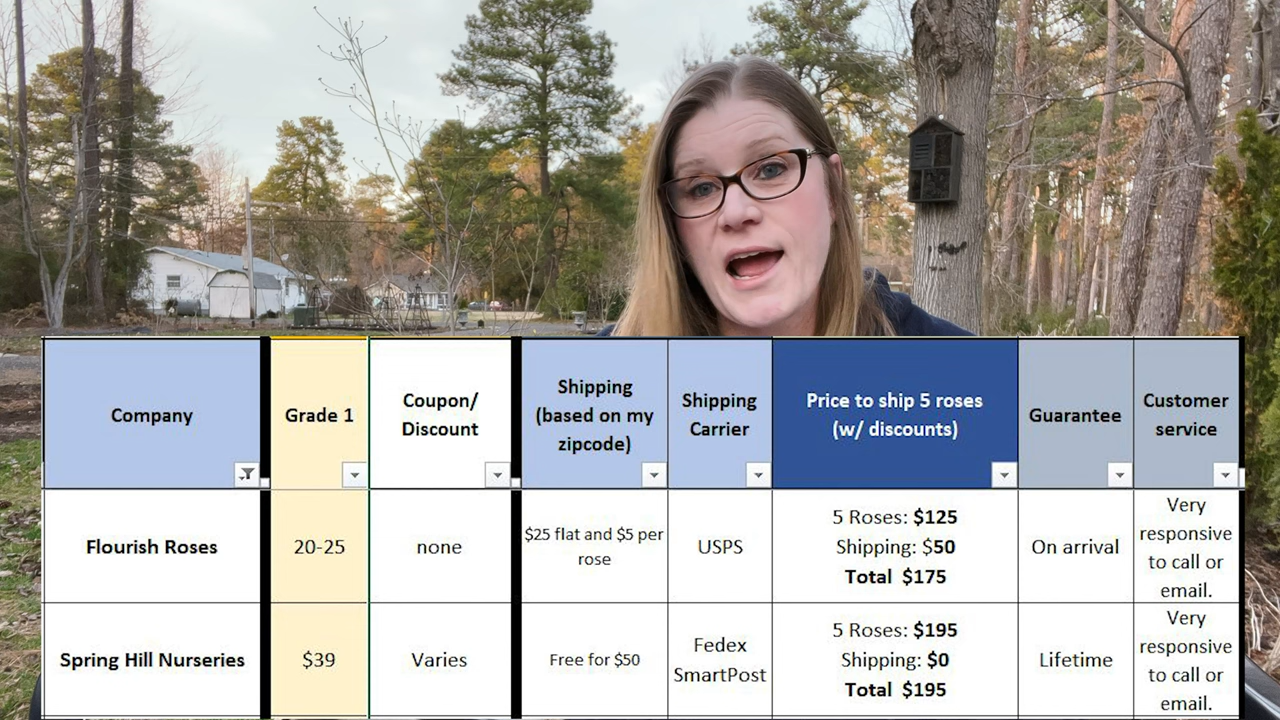 Company
Grade 1
Coupon/
Discount
Shipping
(based on my
zipcode)
Shipping
Carrier
Price to ship 5 roses
(w/ discounts)
Guarantee
Customer
service
Flourish Roses
20-25
none
$25 flat and $5 per
rose
USPS
5 Roses: $125
Shipping: $50
Total $175
On arrival
Very
responsive
to call or
email.
Spring Hill Nurseries
$39
Varies
Free for $50
Fedex
SmartPost
5 Roses: $195
Shipping: $0
Total $195
Lifetime
Very
responsive
to call or
email.